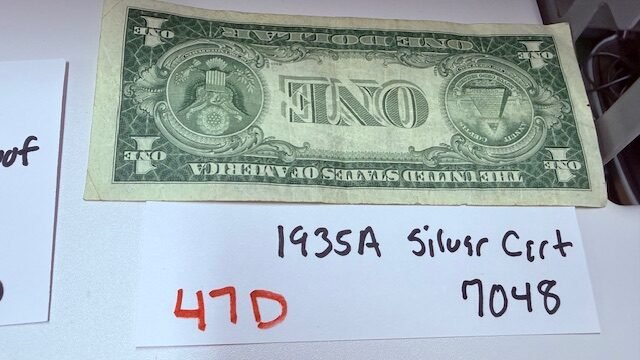 ONE
ONE DOLLAR
ONE
ONE
ONE
THE UNITED STATES OF AMERICA
ONE
1935A Silver Cert
47D
7048